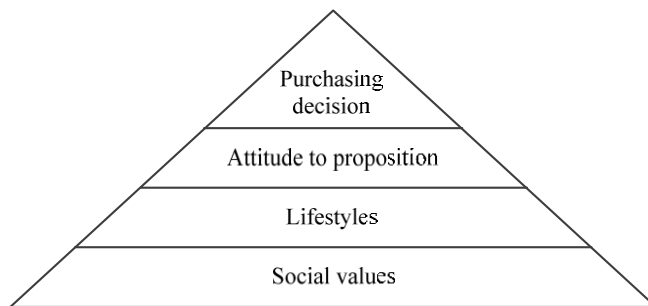 Purchasing
decision
Attitude to proposition
Lifestyles
Social values